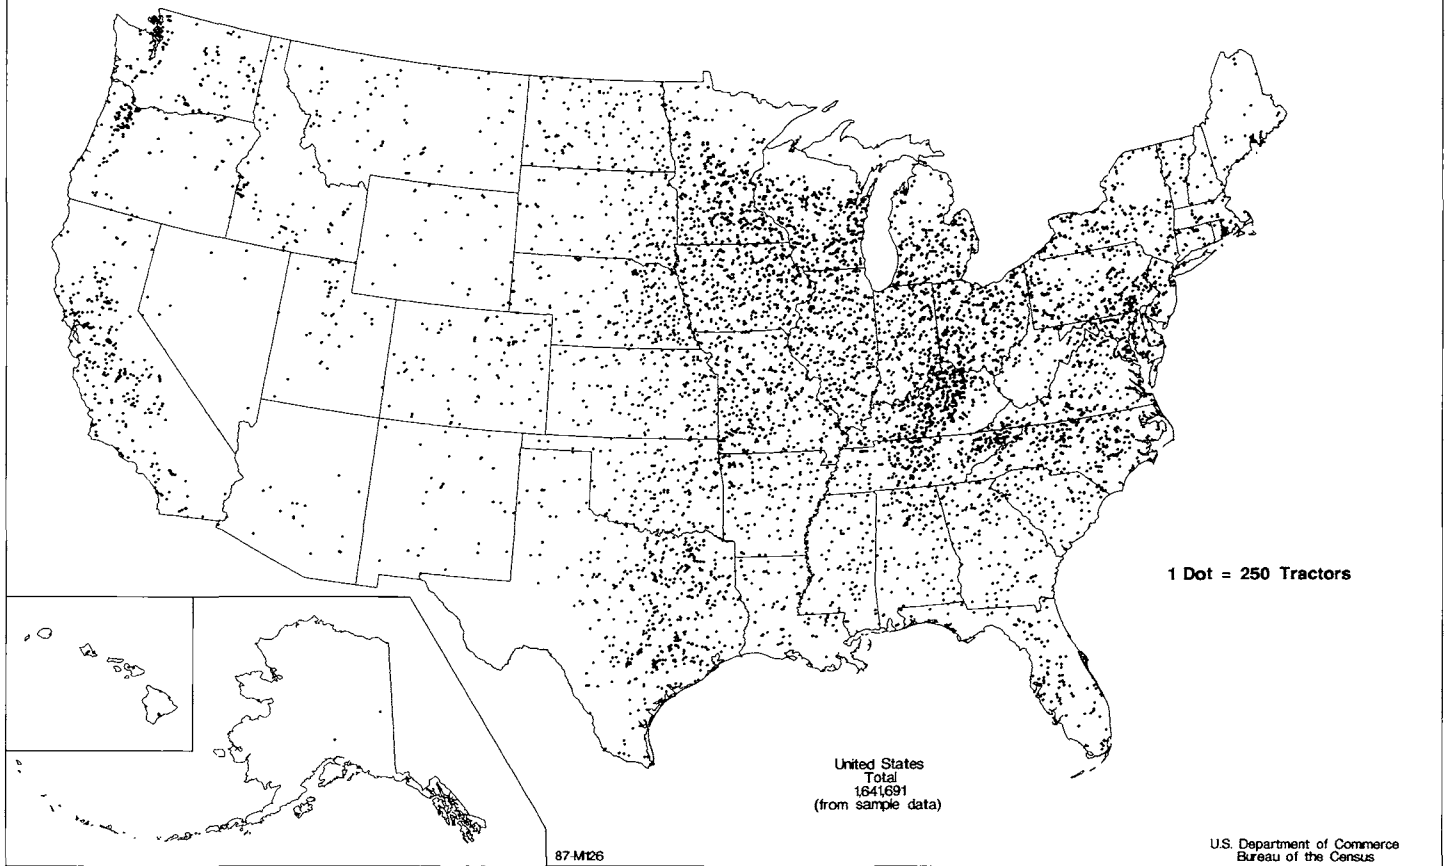 1 Dot = 250 Tractors
United States
Total
1,641,691
(from sample data)
87-M126
U.S. Department of Commerce
Bureau of the Census